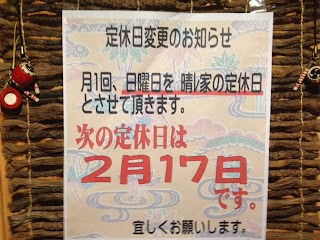 定休日変更のお知らせ
月1回、日曜日を 晴ﾚ家の定休日
とさせて頂きます。
次の定休日は
2月17日
です。
宜しくお願いします。